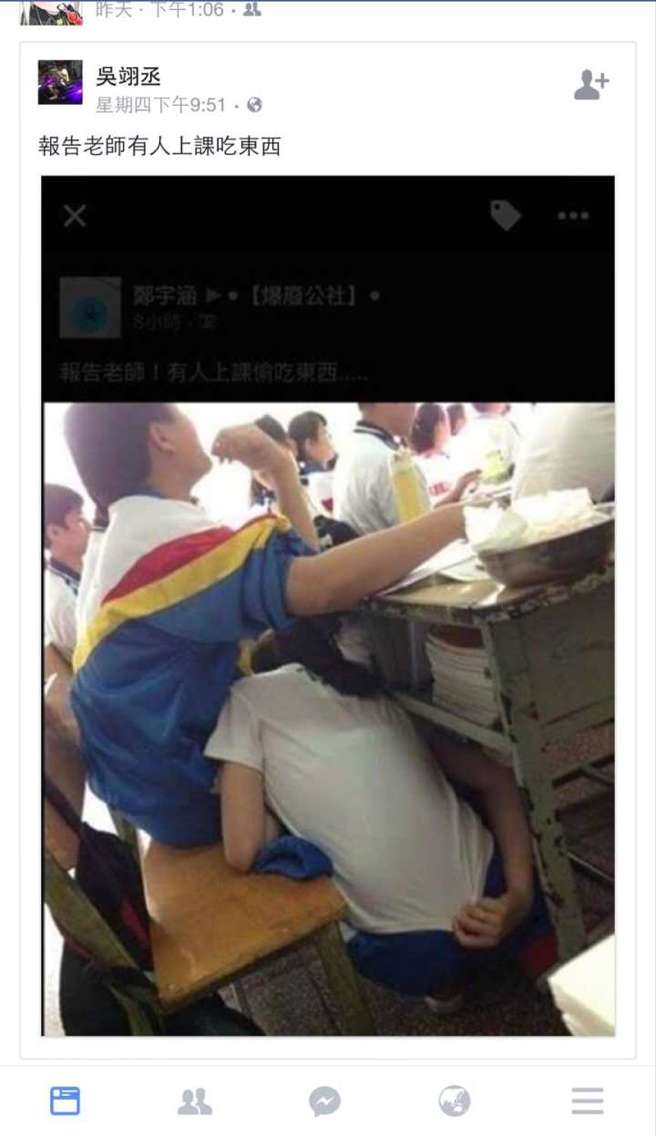 昨天 · 下午1:06 ·
吳翊丞
星期四下午9:51 ·
報告老師有人上課吃東西
鄭宇涵 ▶ ●【爆廢公社】●
8小時 ·
報告老師！有人上課偷吃東西.....